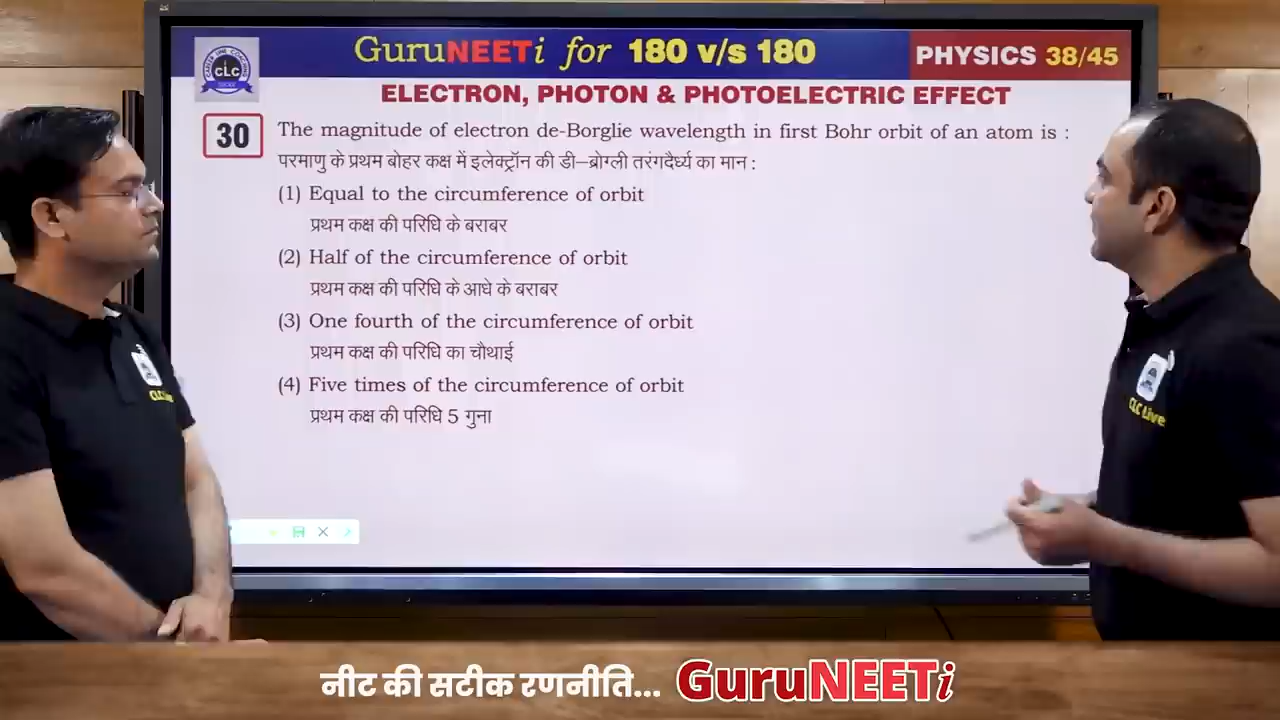 GuruNEETi for 180 v/s 180
PHYSICS 38/45
CLC
ELECTRON, PHOTON & PHOTOELECTRIC EFFECT
30 The magnitude of electron de-Borglie wavelength in first Bohr orbit of an atom is :
परमाणु के प्रथम बोहर कक्ष में इलेक्ट्रॉन की डी–ब्रोग्ली तरंगदैर्ध्य का मान :
(1) Equal to the circumference of orbit
प्रथम कक्ष की परिधि के बराबर
(2) Half of the circumference of orbit
प्रथम कक्ष की परिधि के आधे के बराबर
(3) One fourth of the circumference of orbit
प्रथम कक्ष की परिधि का चौथाई
(4) Five times of the circumference of orbit
प्रथम कक्ष की परिधि 5 गुना
CLC Live
CLC Live
नीट की सटीक रणनीति... GuruNEETi